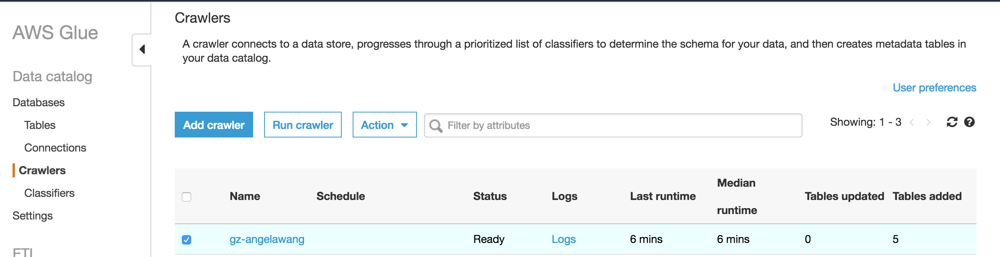 AWS Glue
Data catalog
Databases
Tables
Connections
Crawlers
Classifiers
Settings
ETL
Crawlers
A crawler connects to a data store, progresses through a prioritized list of classifiers to determine the schema for your data, and then creates metadata tables in
your data catalog.
User preferences
Add crawler Run crawler Action Filter by attributes Showing: 1 - 3
Name Schedule Status Logs Last runtime Median runtime Tables updated Tables added
gz-angelawang Ready Logs 6 mins 6 mins 0 5